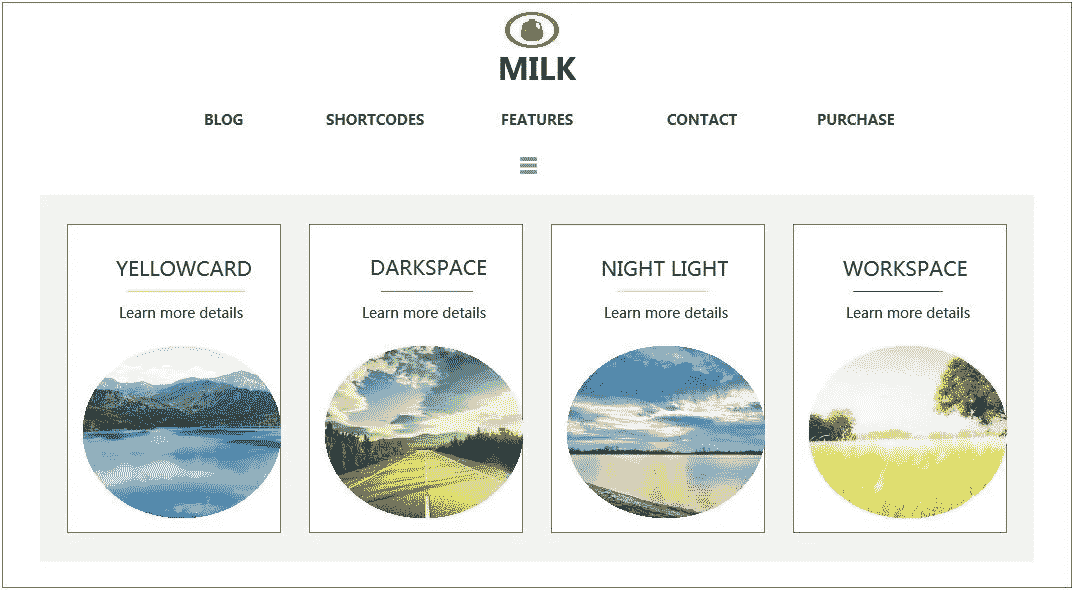 MILK
BLOG SHORTCODES FEATURES CONTACT PURCHASE
YELLOWCARD
Learn more details
DARKSPACE
Learn more details
NIGHT LIGHT
Learn more details
WORKSPACE
Learn more details